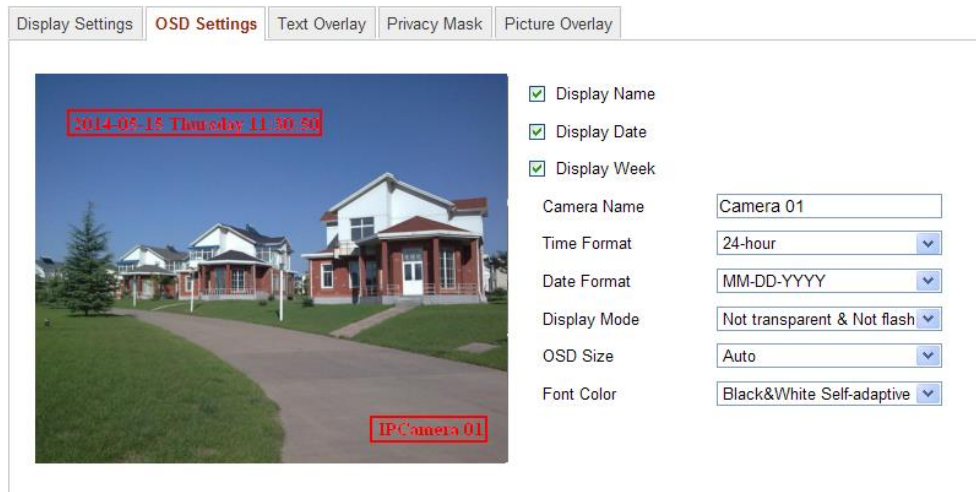 Display Settings OSD Settings Text Overlay Privacy Mask Picture Overlay
2014-05-15 Thursday 11:30:50
Display Name
Display Date
Display Week
Camera Name Camera 01
Time Format 24-hour
Date Format MM-DD-YYYY
Display Mode Not transparent & Not flash
OSD Size Auto
Font Color Black&White Self-adaptive
IPCamera 01